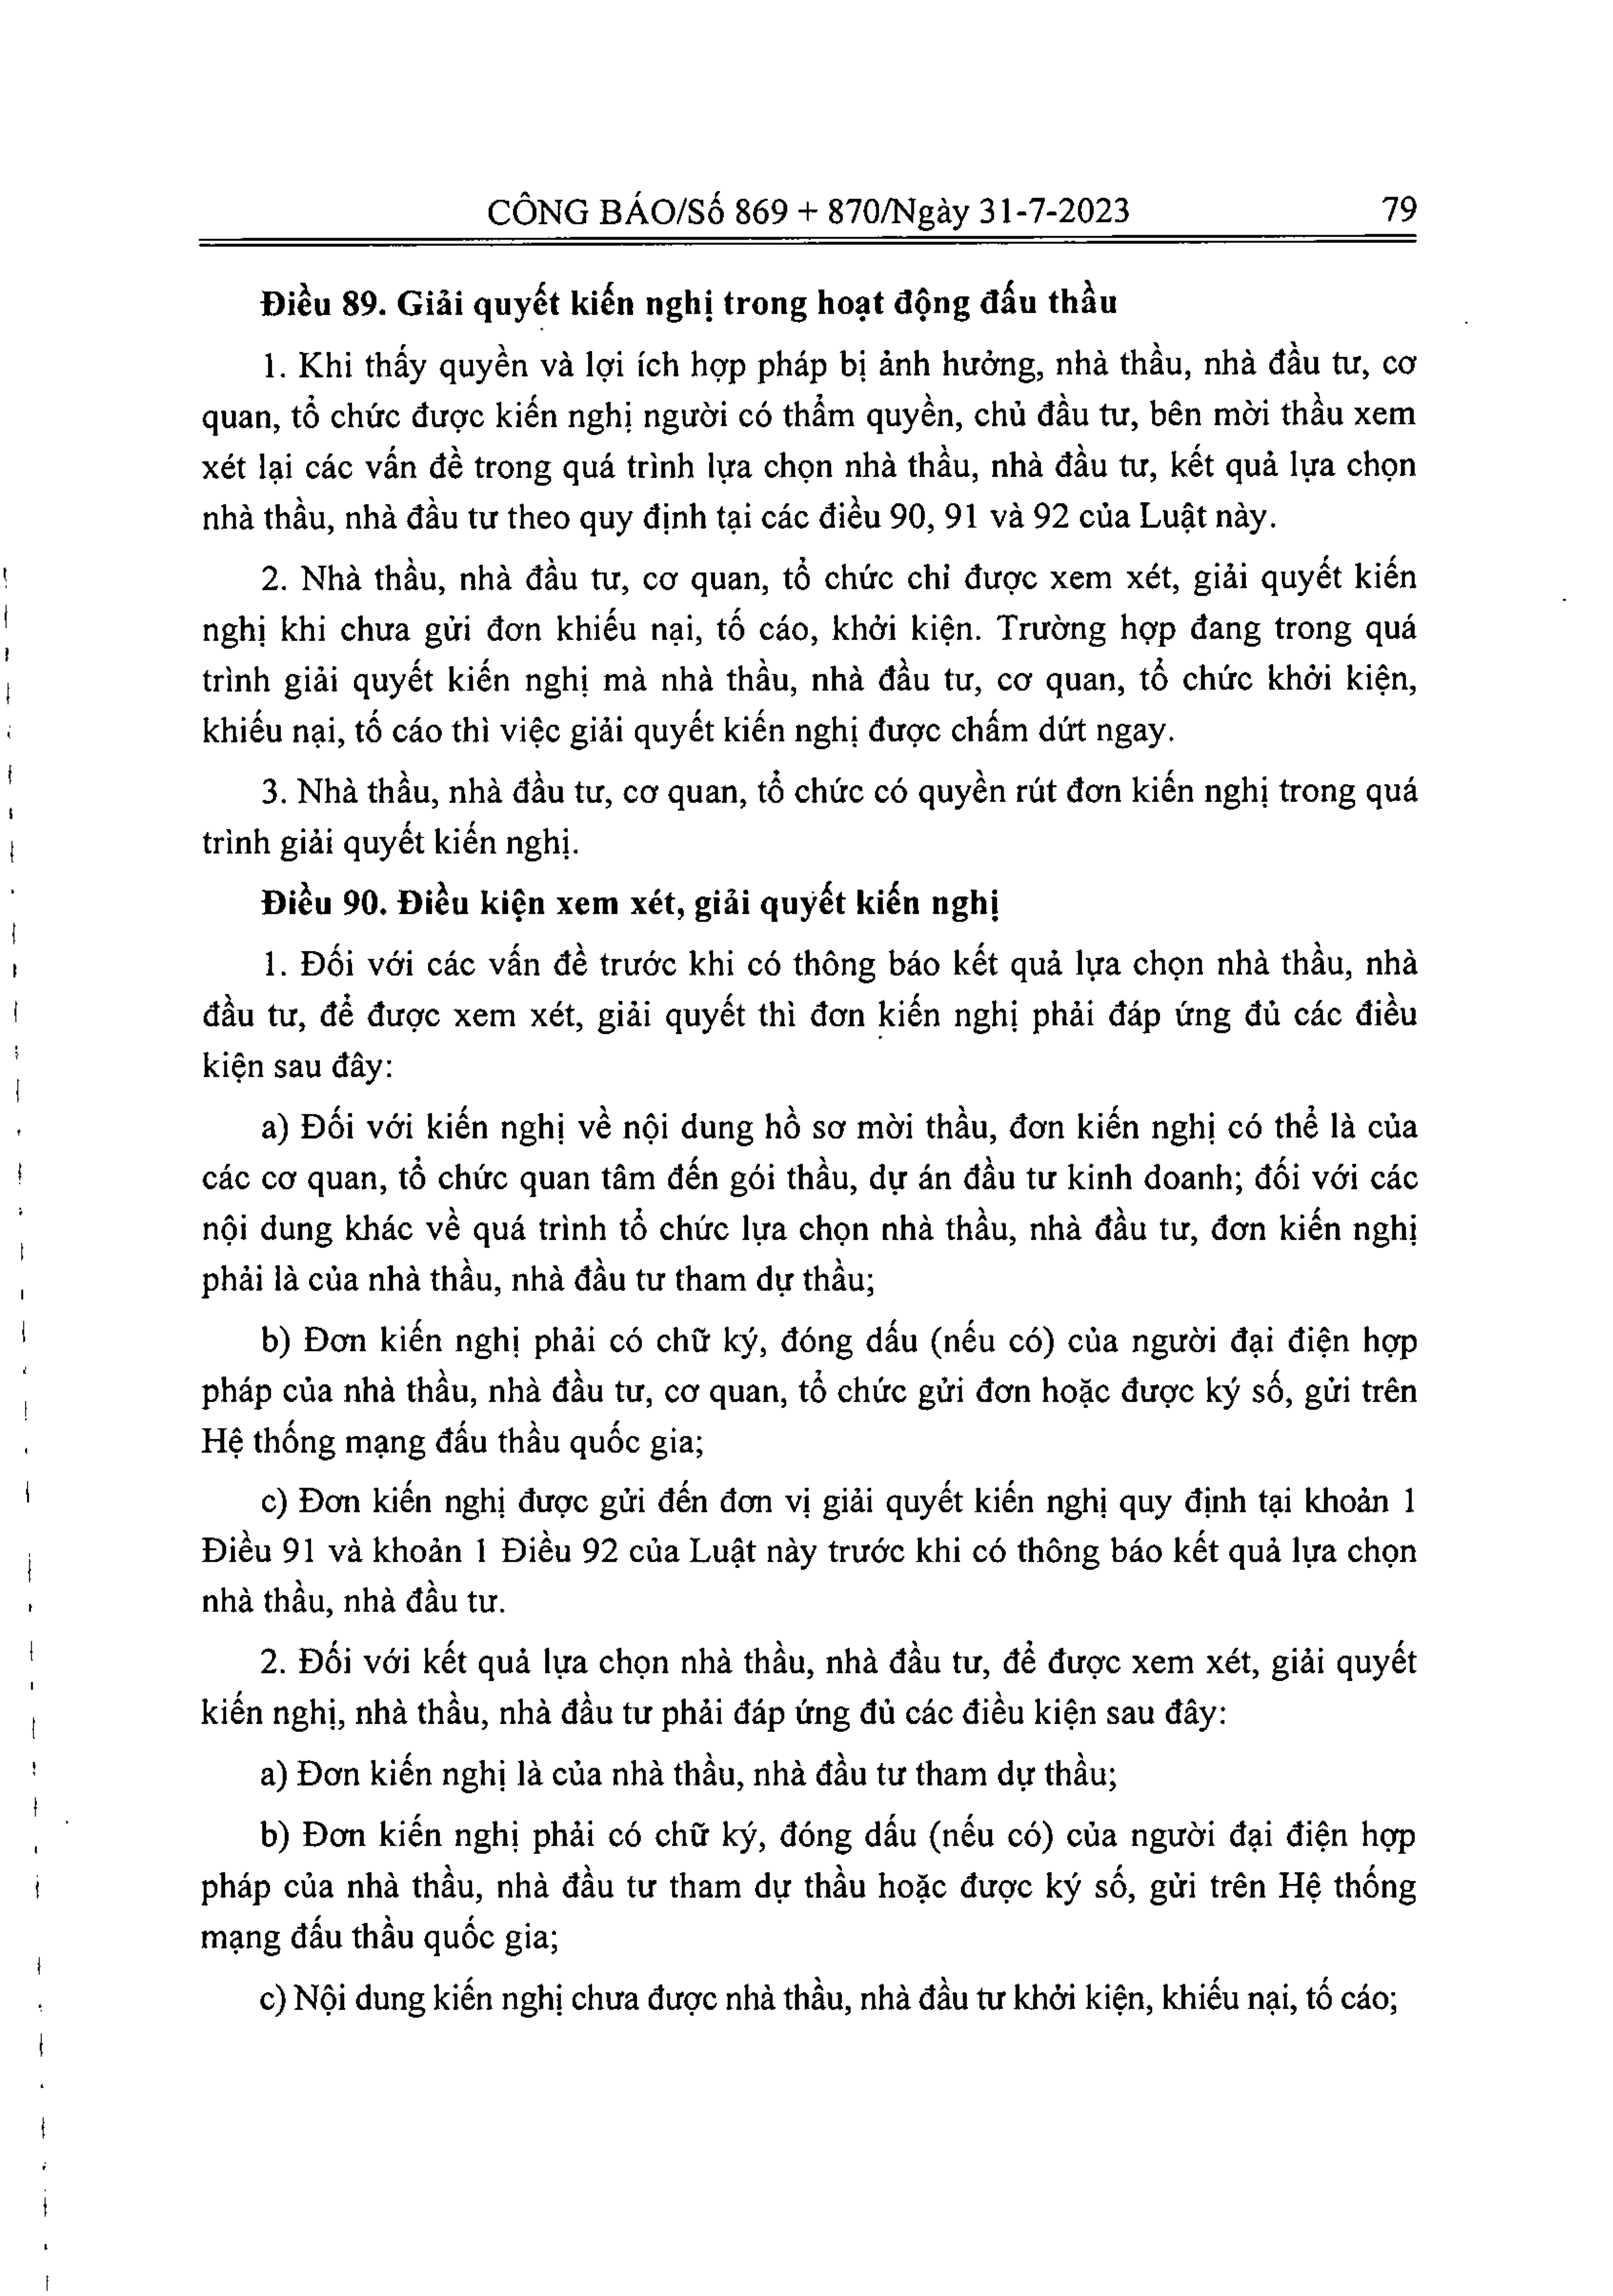 CÔNG BÁO/Số 869 + 870/Ngày 31-7-2023 79
Điều 89. Giải quyết kiến nghị trong hoạt động đấu thầu
1. Khi thấy quyền và lợi ích hợp pháp bị ảnh hưởng, nhà thầu, nhà đầu tư, cơ
quan, tổ chức được kiến nghị người có thẩm quyền, chủ đầu tư, bên mời thầu xem
xét lại các vấn đề trong quá trình lựa chọn nhà thầu, nhà đầu tư, kết quả lựa chọn
nhà thầu, nhà đầu tư theo quy định tại các điều 90, 91 và 92 của Luật này.
2. Nhà thầu, nhà đầu tư, cơ quan, tổ chức chỉ được xem xét, giải quyết kiến
nghị khi chưa gửi đơn khiếu nại, tố cáo, khởi kiện. Trường hợp đang trong quá
trình giải quyết kiến nghị mà nhà thầu, nhà đầu tư, cơ quan, tổ chức khởi kiện,
khiếu nại, tố cáo thì việc giải quyết kiến nghị được chấm dứt ngay.
3. Nhà thầu, nhà đầu tư, cơ quan, tổ chức có quyền rút đơn kiến nghị trong quá
trình giải quyết kiến nghị.
Điều 90. Điều kiện xem xét, giải quyết kiến nghị
1. Đối với các vấn đề trước khi có thông báo kết quả lựa chọn nhà thầu, nhà
đầu tư, để được xem xét, giải quyết thì đơn kiến nghị phải đáp ứng đủ các điều
kiện sau đây:
a) Đối với kiến nghị về nội dung hồ sơ mời thầu, đơn kiến nghị có thể là của
các cơ quan, tổ chức quan tâm đến gói thầu, dự án đầu tư kinh doanh; đối với các
nội dung khác về quá trình tổ chức lựa chọn nhà thầu, nhà đầu tư, đơn kiến nghị
phải là của nhà thầu, nhà đầu tư tham dự thầu;
b) Đơn kiến nghị phải có chữ ký, đóng dấu (nếu có) của người đại điện hợp
pháp của nhà thầu, nhà đầu tư, cơ quan, tổ chức gửi đơn hoặc được ký số, gửi trên
Hệ thống mạng đấu thầu quốc gia;
c) Đơn kiến nghị được gửi đến đơn vị giải quyết kiến nghị quy định tại khoản 1
Điều 91 và khoản 1 Điều 92 của Luật này trước khi có thông báo kết quả lựa chọn
nhà thầu, nhà đầu tư.
2. Đối với kết quả lựa chọn nhà thầu, nhà đầu tư, để được xem xét, giải quyết
kiến nghị, nhà thầu, nhà đầu tư phải đáp ứng đủ các điều kiện sau đây:
a) Đơn kiến nghị là của nhà thầu, nhà đầu tư tham dự thầu;
b) Đơn kiến nghị phải có chữ ký, đóng dấu (nếu có) của người đại điện hợp
pháp của nhà thầu, nhà đầu tư tham dự thầu hoặc được ký số, gửi trên Hệ thống
mạng đấu thầu quốc gia;
c) Nội dung kiến nghị chưa được nhà thầu, nhà đầu tư khởi kiện, khiếu nại, tố cáo;